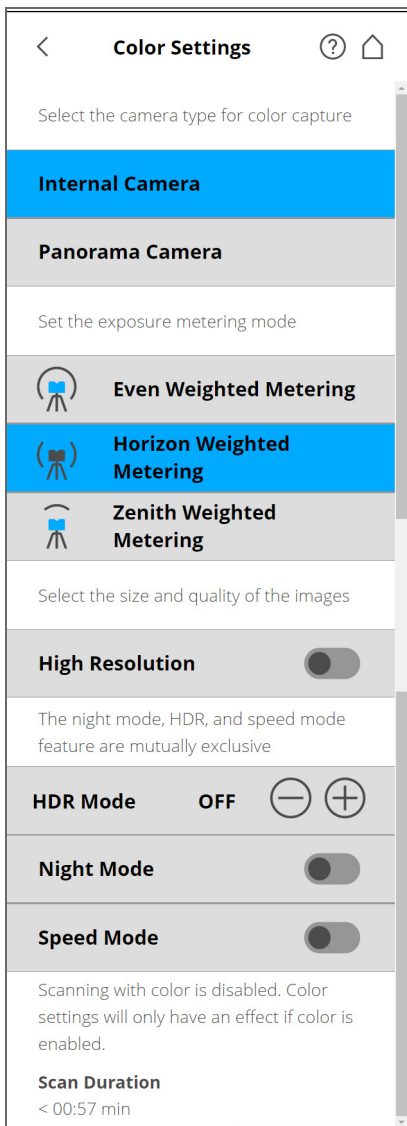 Color Settings
Select the camera type for color capture
Internal Camera
Panorama Camera
Set the exposure metering mode
Even Weighted Metering
Horizon Weighted
Metering
Zenith Weighted
Metering
Select the size and quality of the images
High Resolution
The night mode, HDR, and speed mode
feature are mutually exclusive
HDR Mode OFF
Night Mode
Speed Mode
Scanning with color is disabled. Color
settings will only have an effect if color is
enabled.
Scan Duration
< 00:57 min